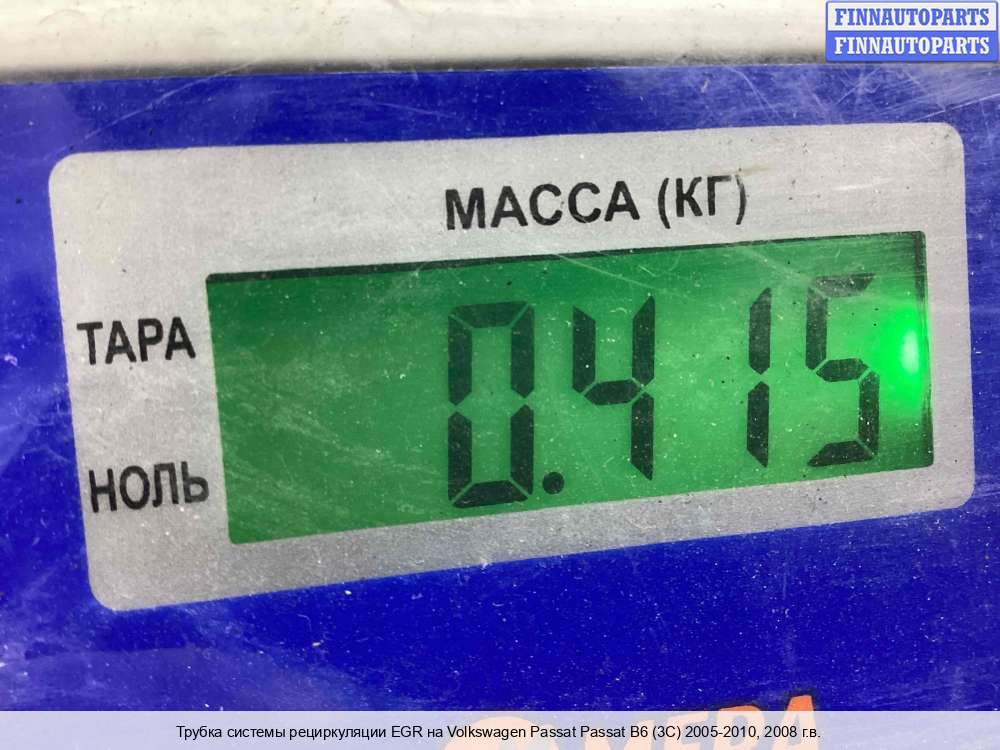 FINNAUTOPARTS
FINNAUTOPARTS
МАССА (КГ)
ТАРА
0.415
НОЛЬ
МЕРА
Трубка системы рециркуляции EGR на Volkswagen Passat Passat B6 (3C) 2005-2010, 2008 г.в.